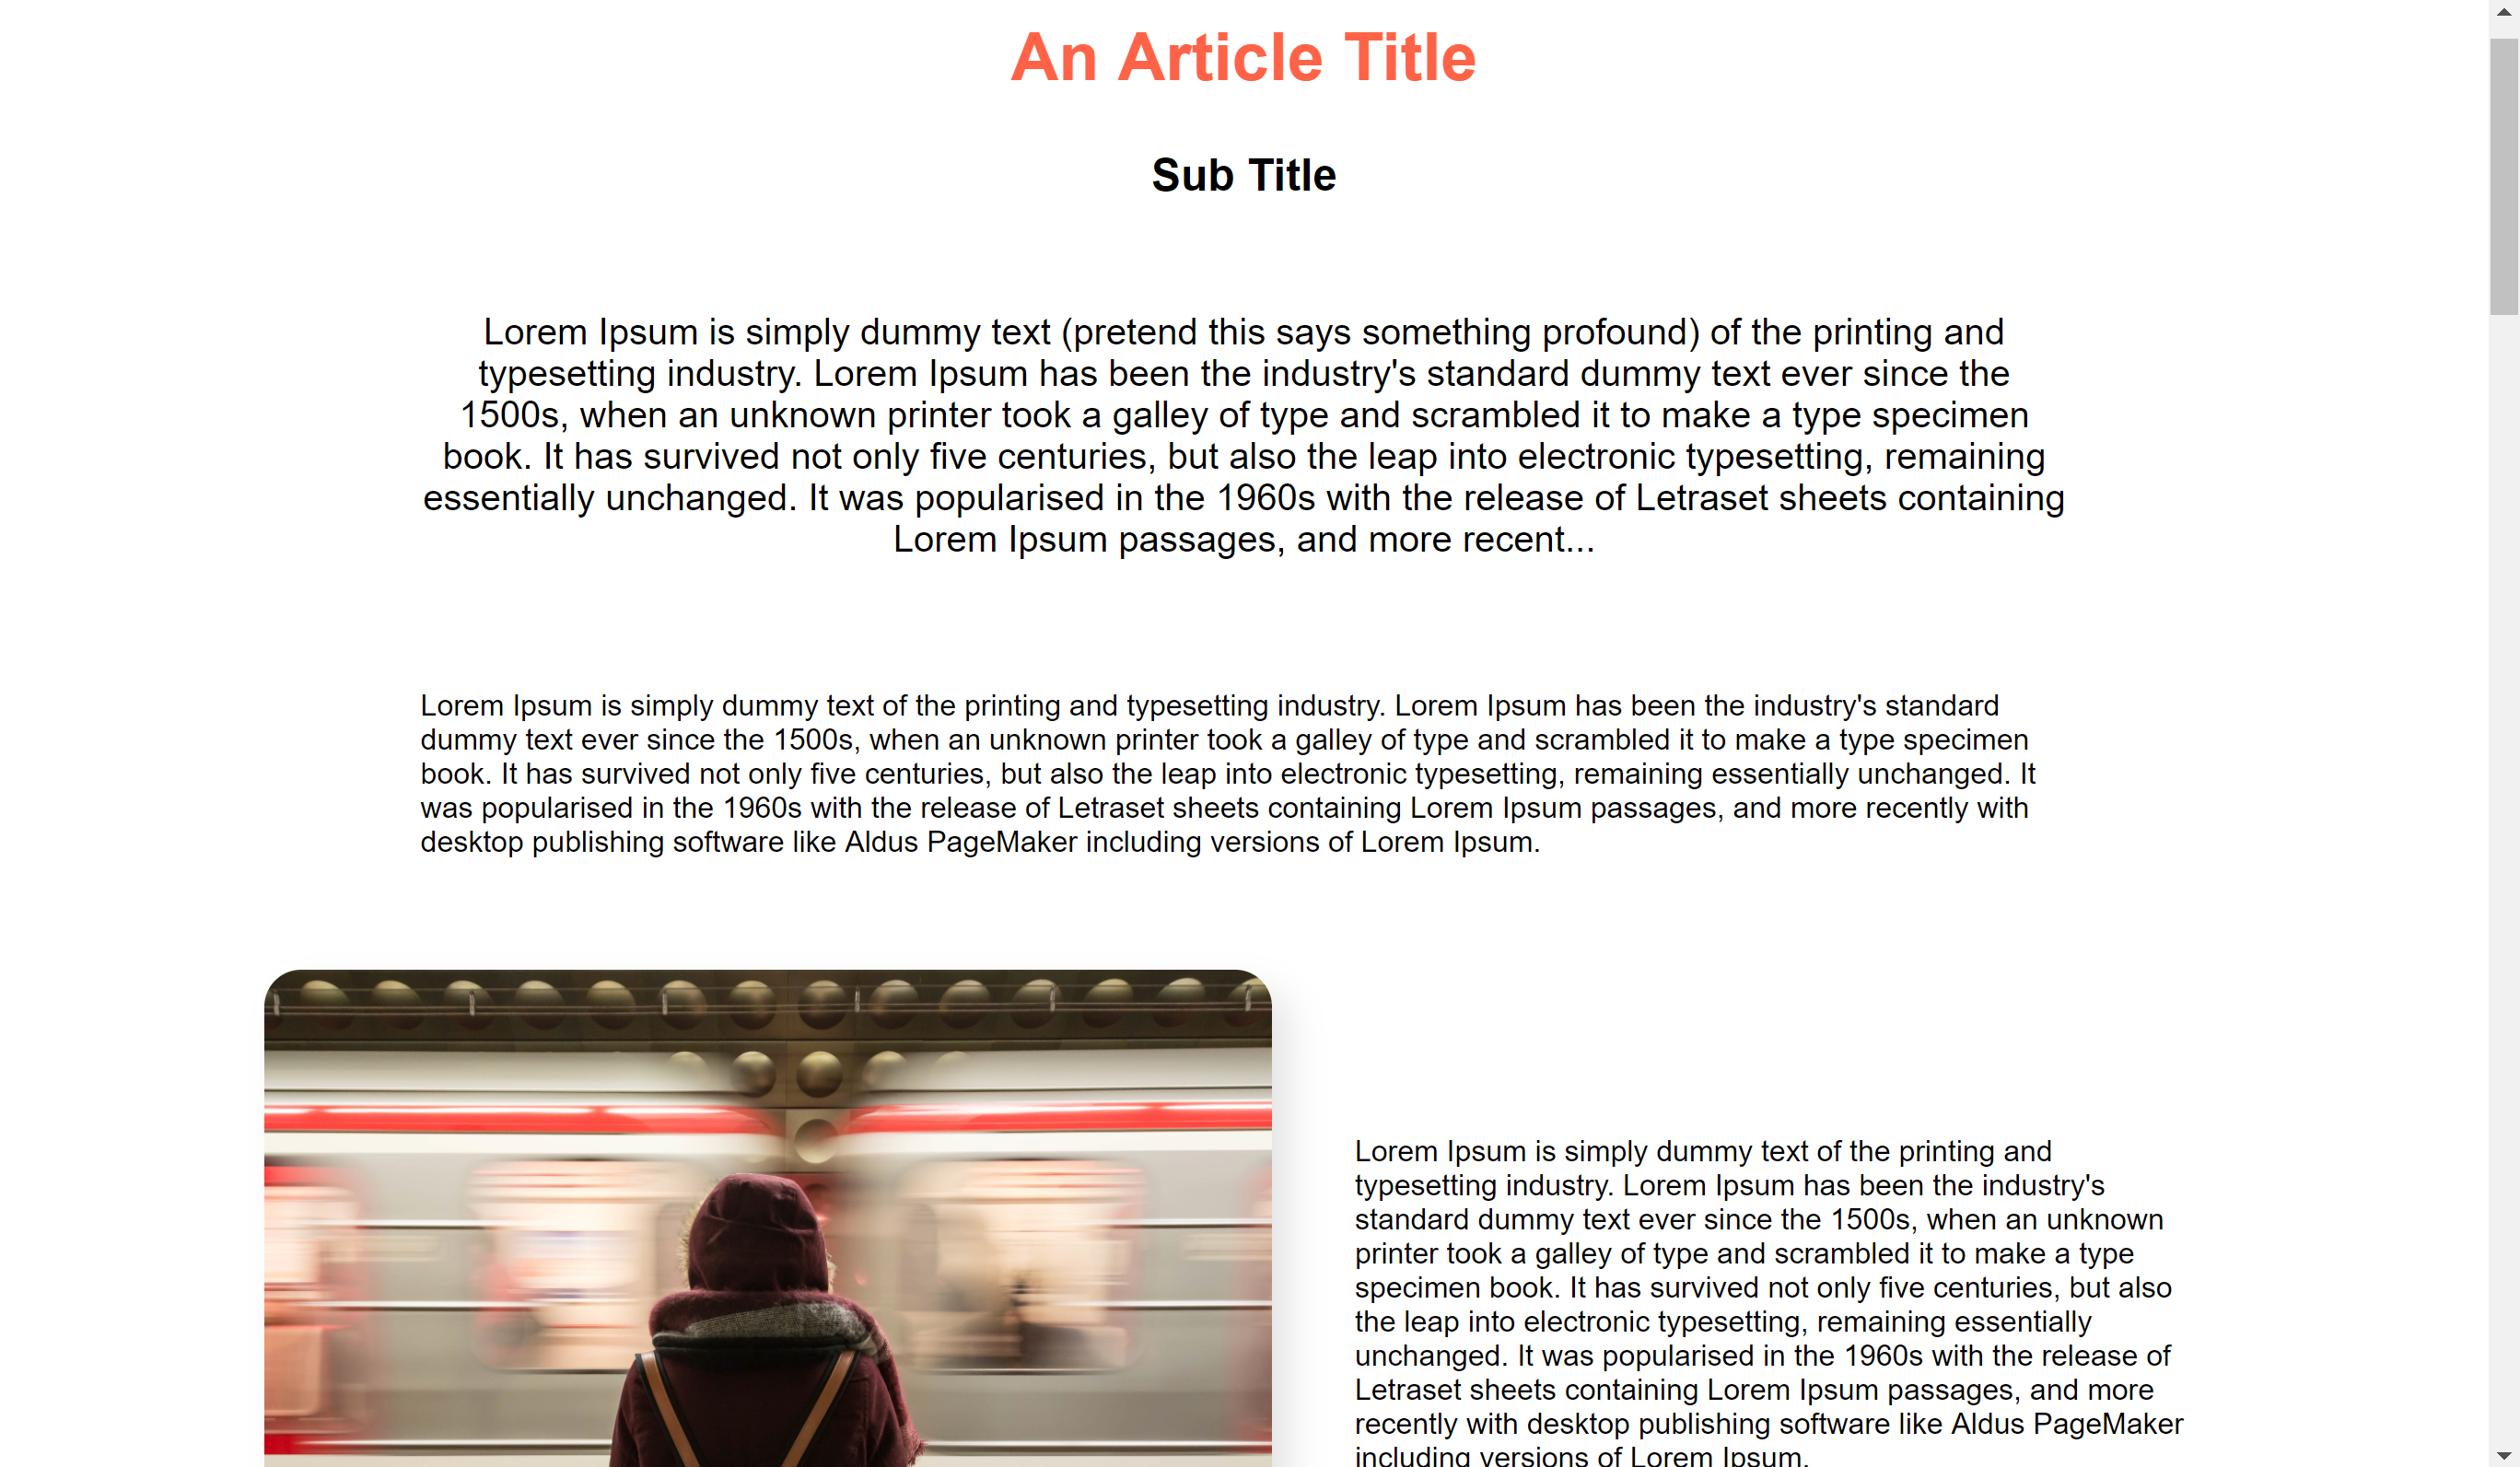 An Article Title
Sub Title
Lorem Ipsum is simply dummy text (pretend this says something profound) of the printing and
typesetting industry. Lorem Ipsum has been the industry's standard dummy text ever since the
1500s, when an unknown printer took a galley of type and scrambled it to make a type specimen
book. It has survived not only five centuries, but also the leap into electronic typesetting, remaining
essentially unchanged. It was popularised in the 1960s with the release of Letraset sheets containing
Lorem Ipsum passages, and more recent...
Lorem Ipsum is simply dummy text of the printing and typesetting industry. Lorem Ipsum has been the industry's standard
dummy text ever since the 1500s, when an unknown printer took a galley of type and scrambled it to make a type specimen
book. It has survived not only five centuries, but also the leap into electronic typesetting, remaining essentially unchanged. It
was popularised in the 1960s with the release of Letraset sheets containing Lorem Ipsum passages, and more recently with
desktop publishing software like Aldus PageMaker including versions of Lorem Ipsum.
Lorem Ipsum is simply dummy text of the printing and
typesetting industry. Lorem Ipsum has been the industry's
standard dummy text ever since the 1500s, when an unknown
printer took a galley of type and scrambled it to make a type
specimen book. It has survived not only five centuries, but also
the leap into electronic typesetting, remaining essentially
unchanged. It was popularised in the 1960s with the release of
Letraset sheets containing Lorem Ipsum passages, and more
recently with desktop publishing software like Aldus PageMaker
including versions of Lorem Ipsum.